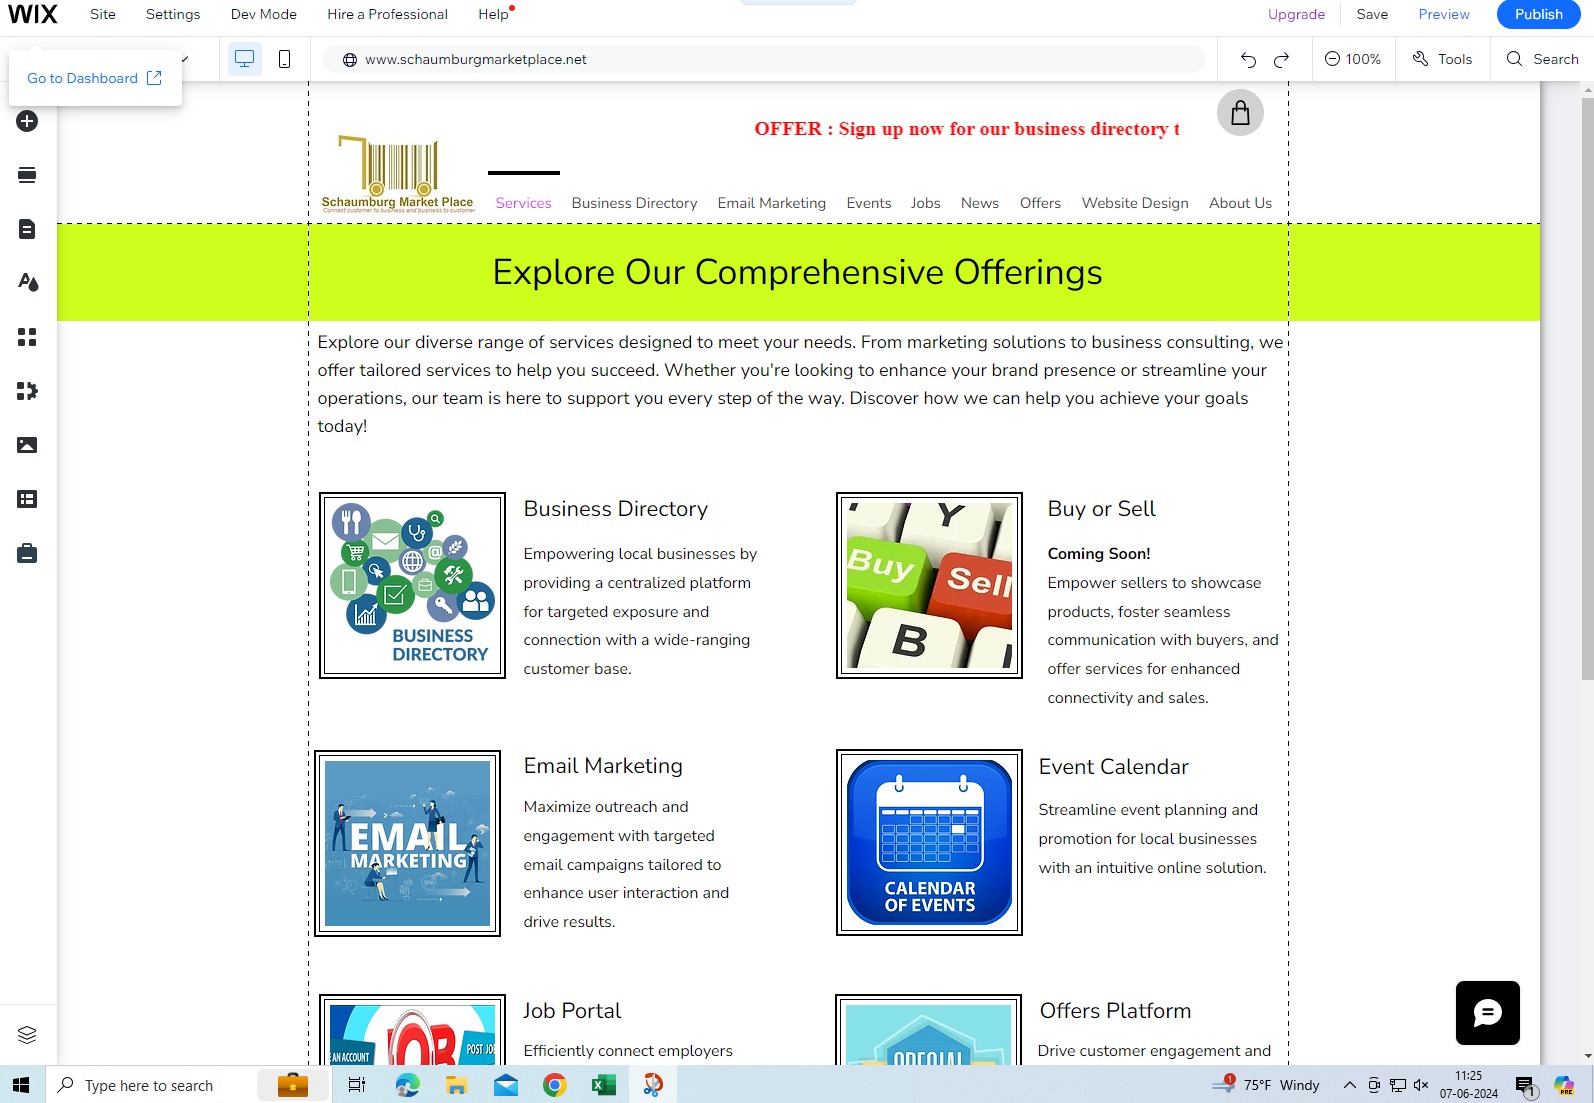 WIX Site Settings Dev Mode Hire a Professional Help Upgrade Save Preview Publish
Go to Dashboard www.schaumburgmarketplace.net 100% Tools Search
OFFER : Sign up now for our business directory t
Schaumburg Market Place
Connect customer to business and business to customer
Services Business Directory Email Marketing Events Jobs News Offers Website Design About Us
Explore Our Comprehensive Offerings
Explore our diverse range of services designed to meet your needs. From marketing solutions to business consulting, we
offer tailored services to help you succeed. Whether you're looking to enhance your brand presence or streamline your
operations, our team is here to support you every step of the way. Discover how we can help you achieve your goals
today!
BUSINESS
DIRECTORY
Business Directory
Empowering local businesses by
providing a centralized platform
for targeted exposure and
connection with a wide-ranging
customer base.
Y
Buy
Sell
B
Buy or Sell
Coming Soon!
Empower sellers to showcase
products, foster seamless
communication with buyers, and
offer services for enhanced
connectivity and sales.
EMAIL
MARKETING
Email Marketing
Maximize outreach and
engagement with targeted
email campaigns tailored to
enhance user interaction and
drive results.
CALENDAR
OF EVENTS
Event Calendar
Streamline event planning and
promotion for local businesses
with an intuitive online solution.
AN ACCOUNT JOB POST JO
Job Portal
Efficiently connect employers
SPECIAL
Offers Platform
Drive customer engagement and
Type here to search
1 75°F Windy 11:25
07-06-2024 1 PRE